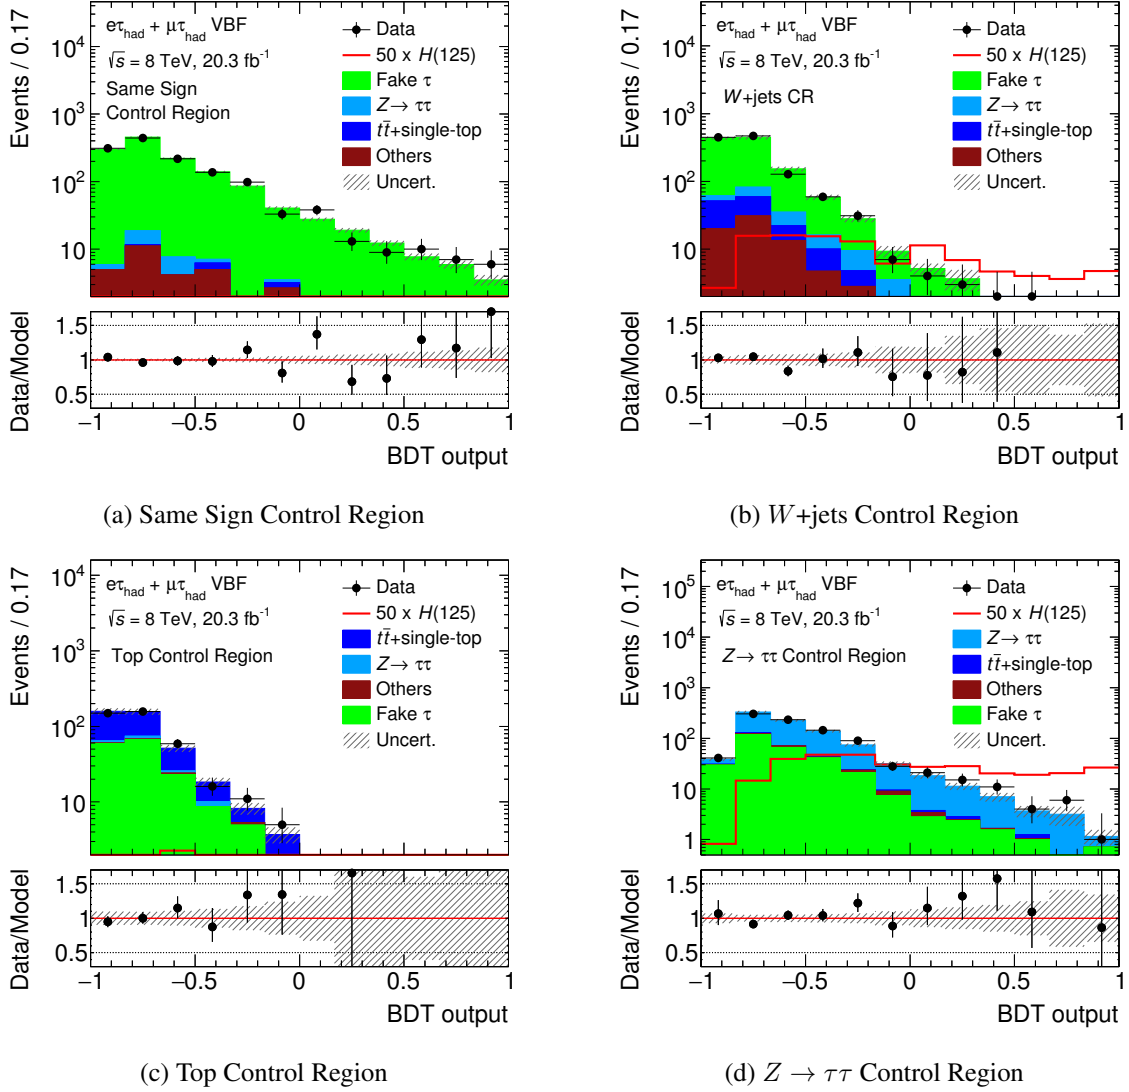 eτ_had + μτ_had VBF
√s = 8 TeV, 20.3 fb⁻¹
Same Sign
Control Region
Data
50 x H(125)
Fake τ
Z→ ττ
tt̄+single-top
Others
Uncert.
Events / 0.17
10⁴
10³
10²
10
Data/Model
1.5
1
0.5
−1 −0.5 0 0.5 1
BDT output
(a) Same Sign Control Region
eτ_had + μτ_had VBF
√s = 8 TeV, 20.3 fb⁻¹
W+jets CR
Data
50 x H(125)
Fake τ
Z→ ττ
tt̄+single-top
Others
Uncert.
Events / 0.17
10⁴
10³
10²
10
Data/Model
1.5
1
0.5
−1 −0.5 0 0.5 1
BDT output
(b) W+jets Control Region
eτ_had + μτ_had VBF
√s = 8 TeV, 20.3 fb⁻¹
Top Control Region
Data
50 x H(125)
tt̄+single-top
Z→ ττ
Others
Fake τ
Uncert.
Events / 0.17
10⁴
10³
10²
10
Data/Model
1.5
1
0.5
−1 −0.5 0 0.5 1
BDT output
(c) Top Control Region
eτ_had + μτ_had VBF
√s = 8 TeV, 20.3 fb⁻¹
Z→ ττ Control Region
Data
50 x H(125)
Z→ ττ
tt̄+single-top
Others
Fake τ
Uncert.
Events / 0.17
10⁵
10⁴
10³
10²
10
1
Data/Model
1.5
1
0.5
−1 −0.5 0 0.5 1
BDT output
(d) Z → ττ Control Region